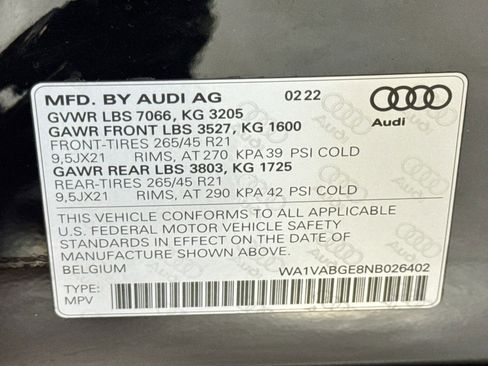 MFD. BY AUDI AG 02 22
GVWR LBS 7066, KG 3205
GAWR FRONT LBS 3527, KG 1600
FRONT-TIRES 265/45 R21
9,5JX21 RIMS, AT 270 KPA 39 PSI COLD
GAWR REAR LBS 3803, KG 1725
REAR-TIRES 265/45 R21
9,5JX21 RIMS, AT 290 KPA 42 PSI COLD
Audi
THIS VEHICLE CONFORMS TO ALL APPLICABLE
U.S. FEDERAL MOTOR VEHICLE SAFETY
STANDARDS IN EFFECT ON THE DATE OF
MANUFACTURE SHOWN ABOVE.
BELGIUM WA1VABGE8NB026402
TYPE:
MPV